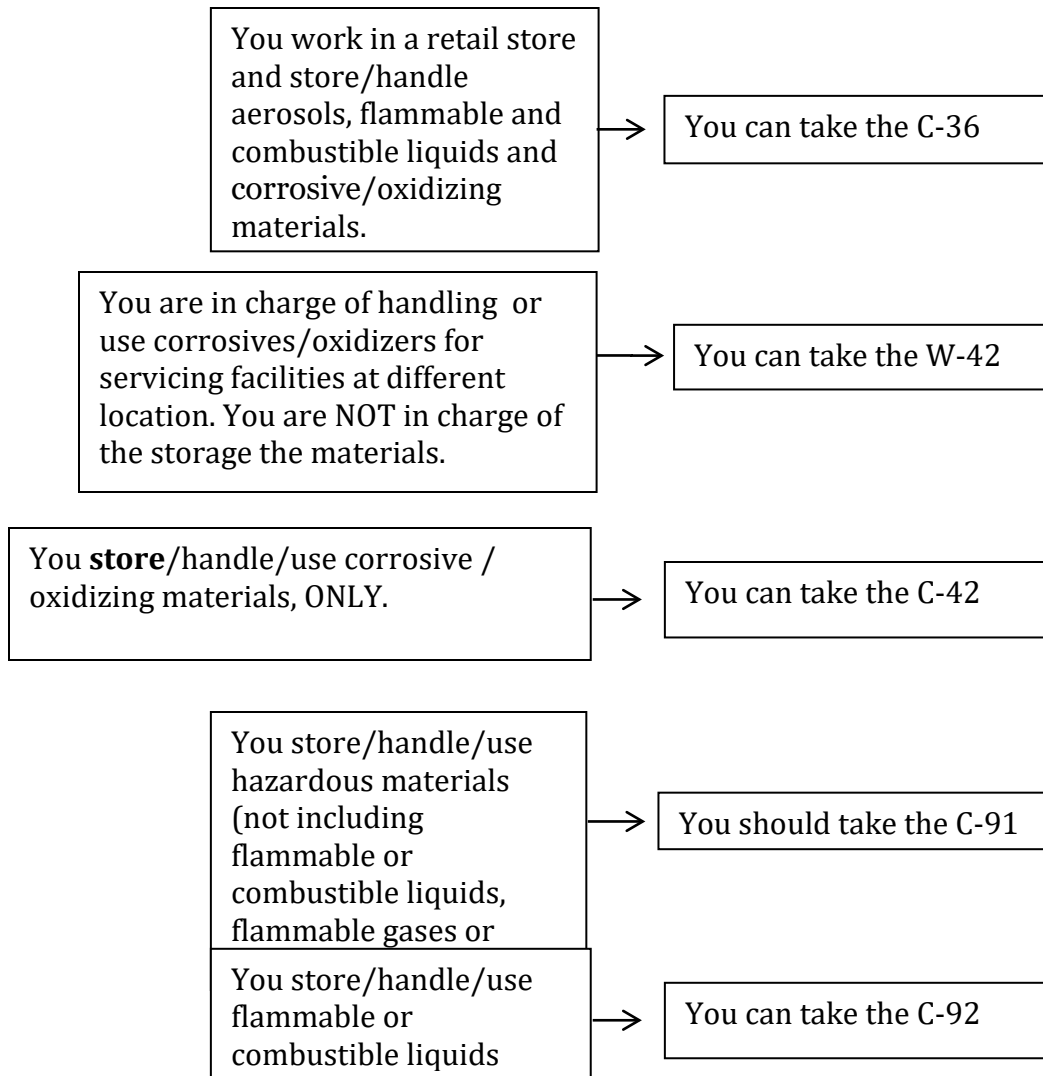 You work in a retail store
and store/handle
aerosols, flammable and
combustible liquids and
corrosive/oxidizing
materials.
You can take the C-36
You are in charge of handling or
use corrosives/oxidizers for
servicing facilities at different
location. You are NOT in charge of
the storage the materials.
You can take the W-42
You store/handle/use corrosive /
oxidizing materials, ONLY.
You can take the C-42
You store/handle/use
hazardous materials
(not including
flammable or
combustible liquids,
flammable gases or
You should take the C-91
You store/handle/use
flammable or
combustible liquids
You can take the C-92